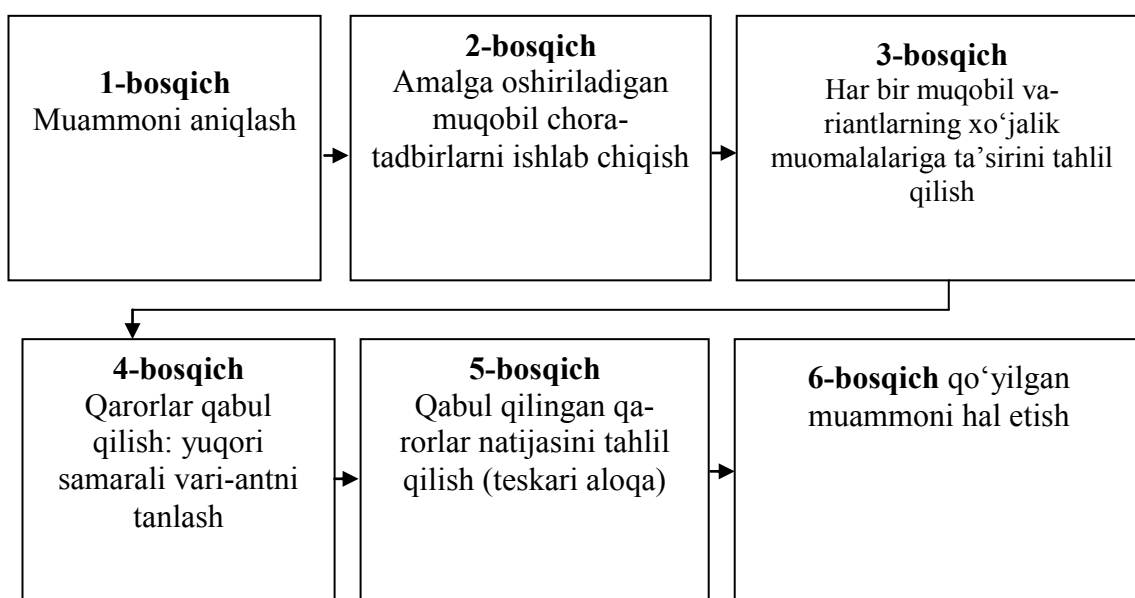 1-bosqich
Muammoni aniqlash
2-bosqich
Amalga oshiriladigan
muqobil chora-
tadbirlarni ishlab chiqish
3-bosqich
Har bir muqobil va-
riantlarning xo‘jalik
muomalalariga ta’sirini tahlil
qilish
4-bosqich
Qarorlar qabul
qilish: yuqori
samarali vari-antni
tanlash
5-bosqich
Qabul qilingan qa-
rorlar natijasini tahlil
qilish (teskari aloqa)
6-bosqich qo‘yilgan
muammoni hal etish